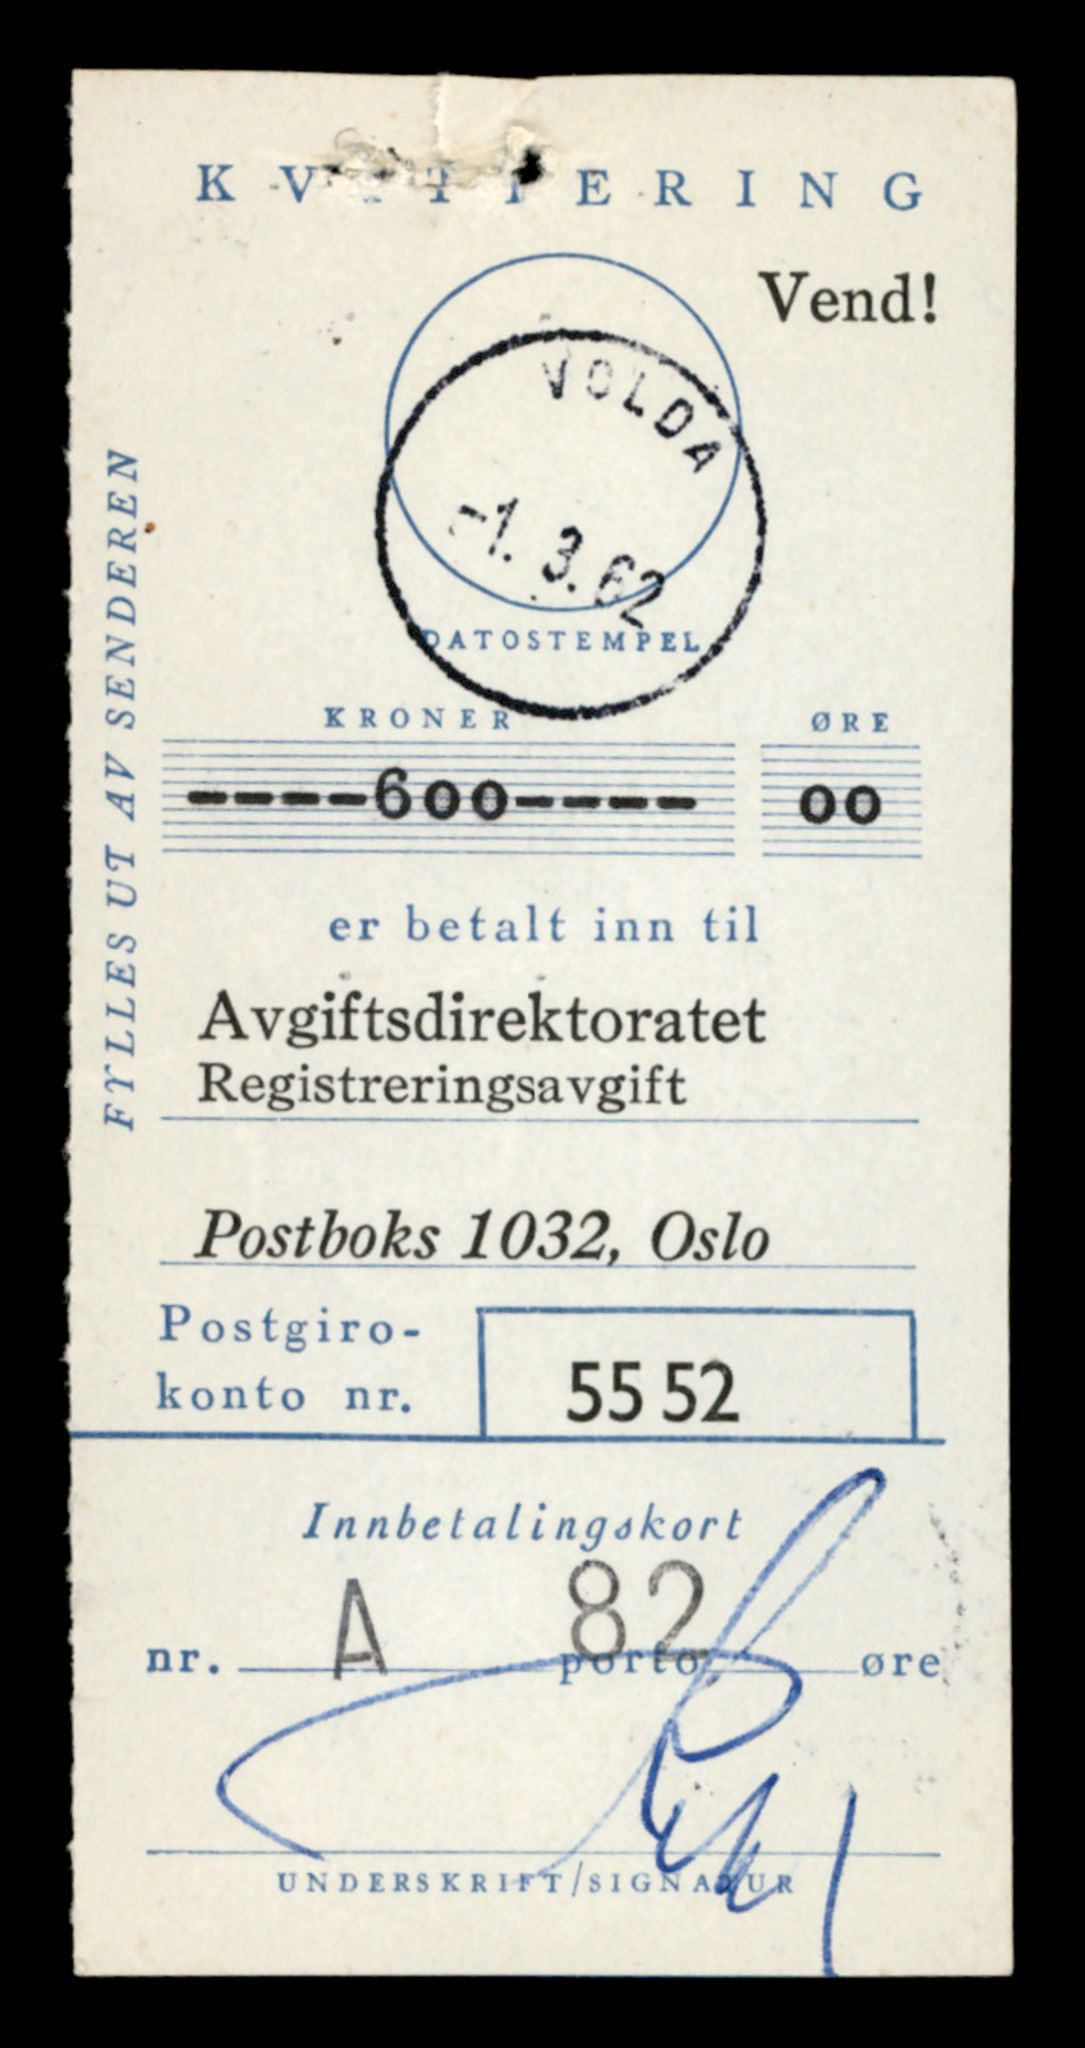 KVITTERING
Vend!
VOLDA
-1. 3. 62
DATOSTEMPEL
FYLLES UT AV SENDEREN
KRONER ØRE
----600---- 00
er betalt inn til
Avgiftsdirektoratet
Registreringsavgift
Postboks 1032, Oslo
Postgiro-
konto nr. 55 52
Innbetalingskort
nr. A 82 porto øre
UNDERSKRIFT/SIGNATUR